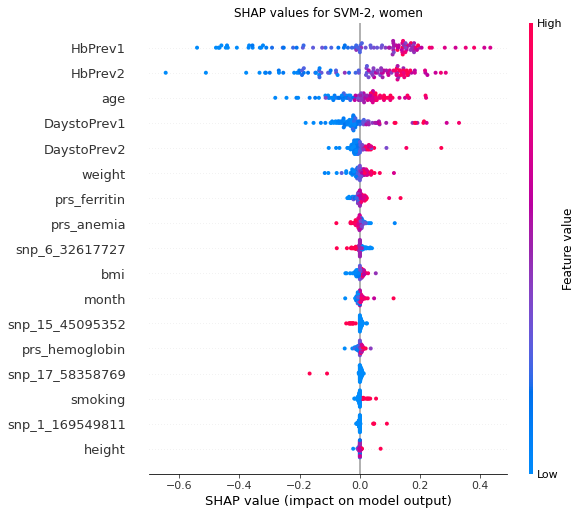 SHAP values for SVM-2, women
High
HbPrev1
HbPrev2
age
DaystoPrev1
DaystoPrev2
weight
prs_ferritin
prs_anemia
snp_6_32617727
bmi
month
snp_15_45095352
prs_hemoglobin
snp_17_58358769
smoking
snp_1_169549811
height
Feature value
Low
−0.6 −0.4 −0.2 0.0 0.2 0.4
SHAP value (impact on model output)